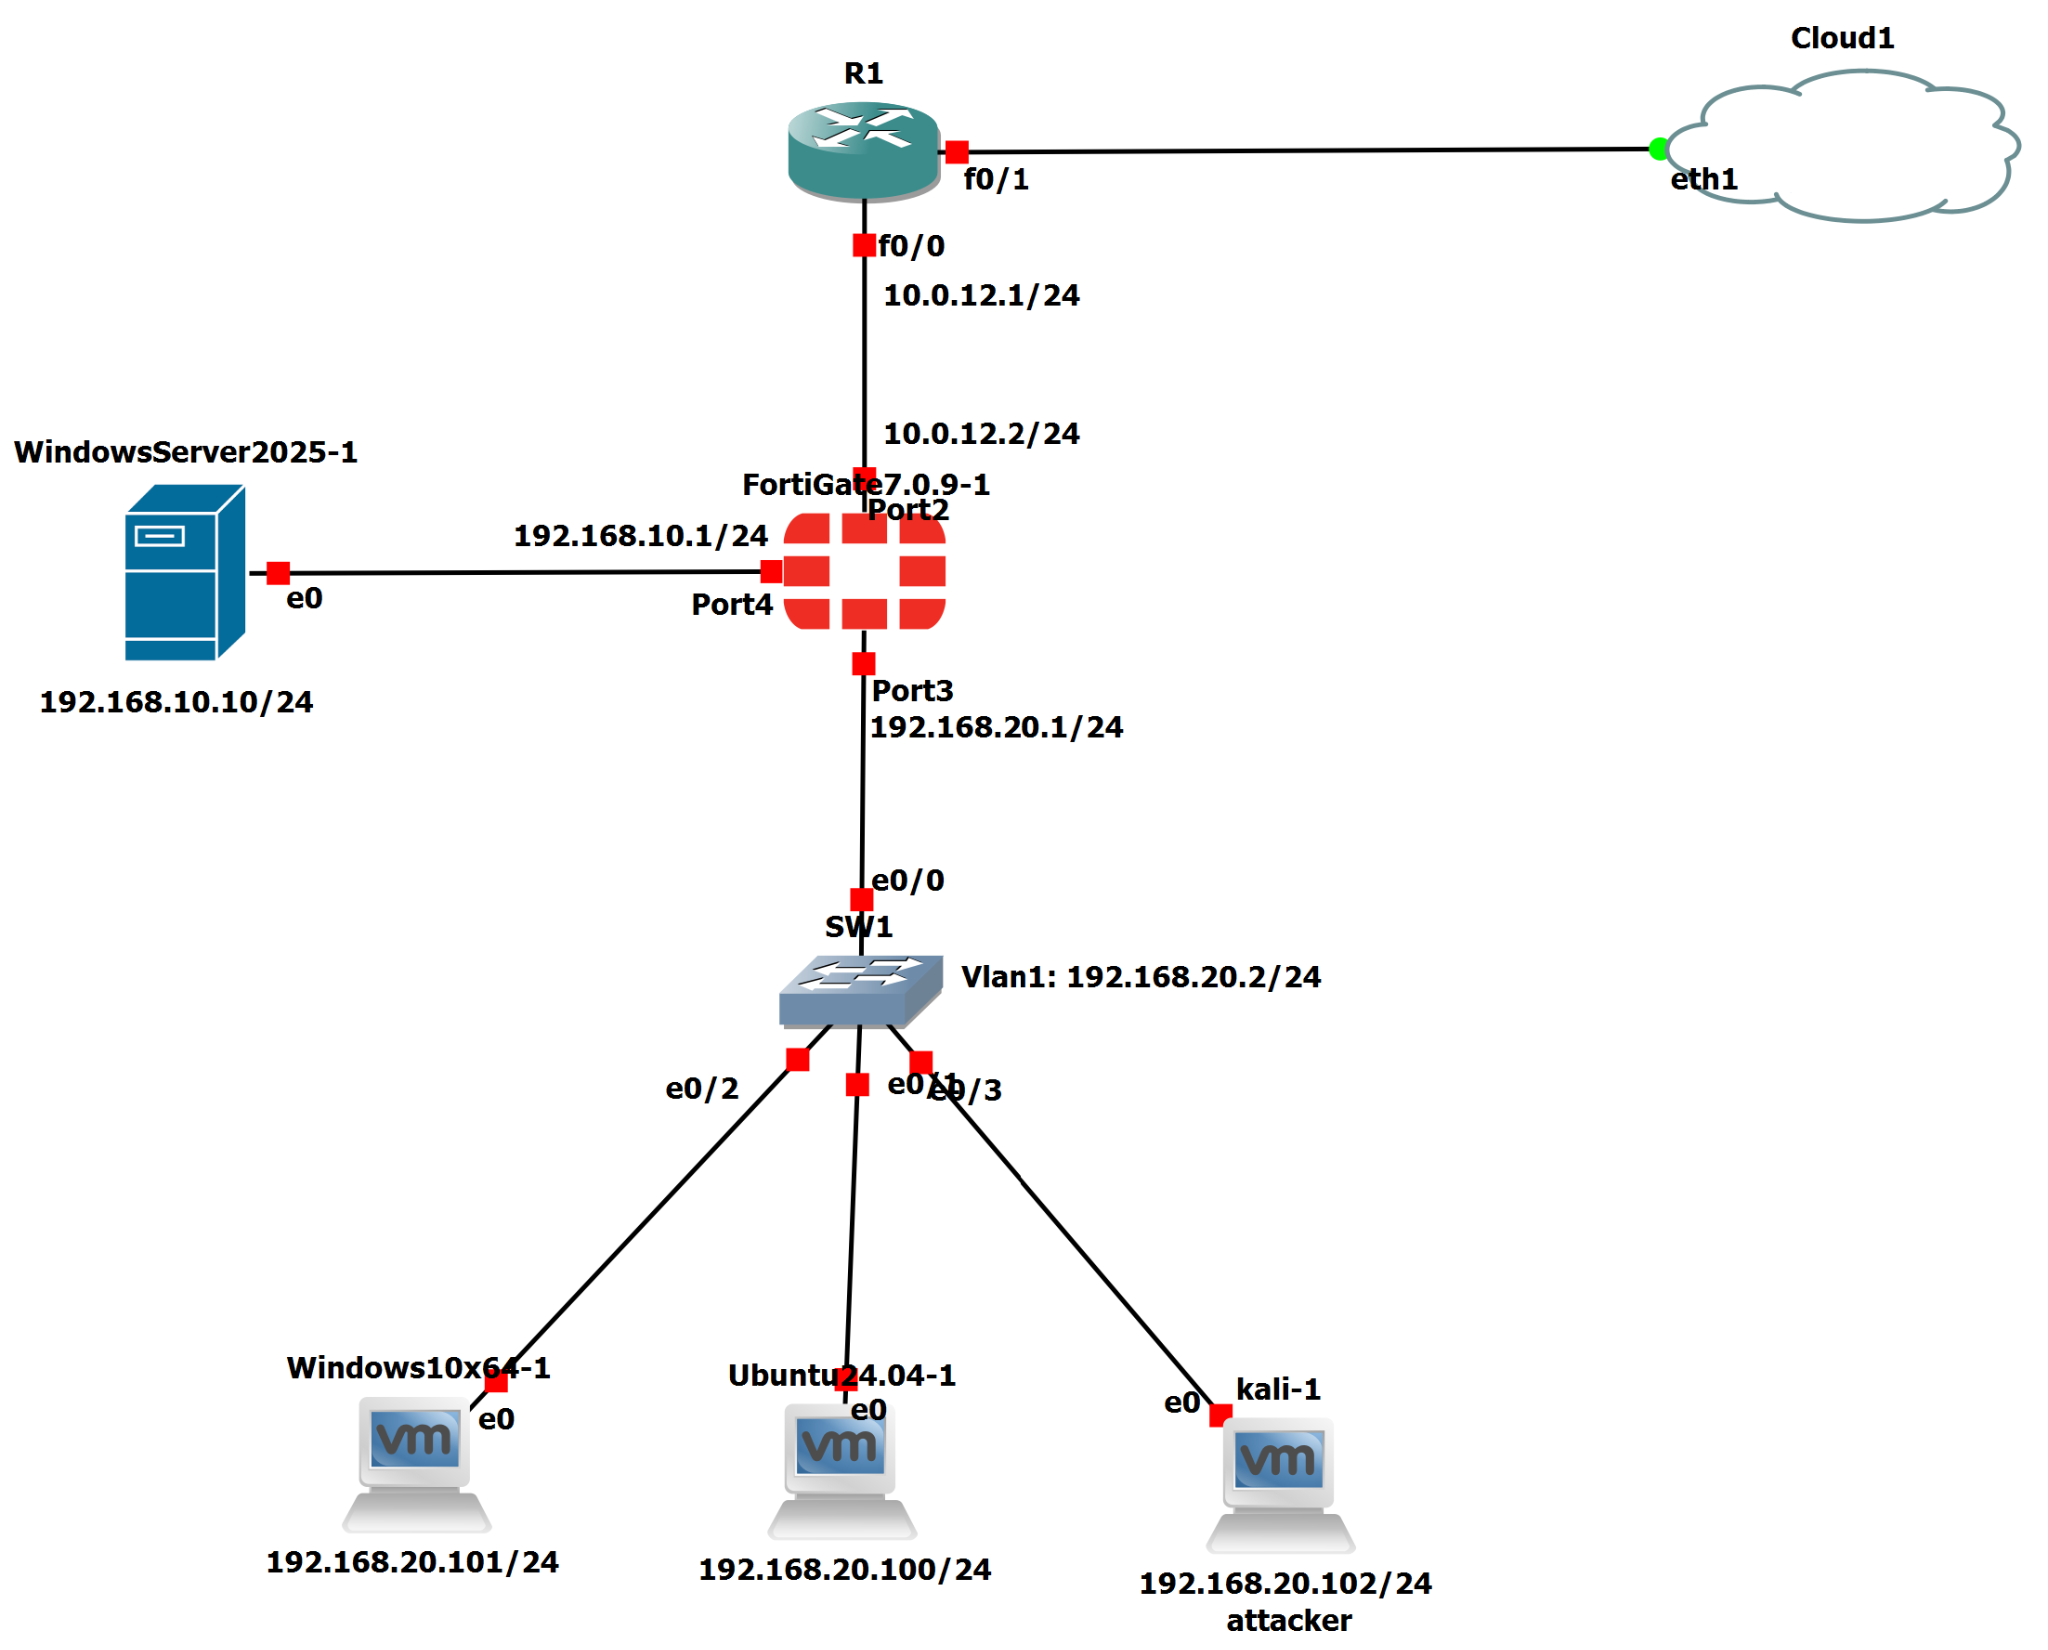 Cloud1
R1
f0/1
eth1
f0/0
10.0.12.1/24
10.0.12.2/24
WindowsServer2025-1
FortiGate7.0.9-1
Port2
192.168.10.1/24
e0
Port4
Port3
192.168.10.10/24
192.168.20.1/24
e0/0
SW1
Vlan1: 192.168.20.2/24
e0/2
e0/1
e0/3
Windows10x64-1
Ubuntu24.04-1
kali-1
e0
e0
e0
vm
vm
vm
192.168.20.101/24
192.168.20.100/24
192.168.20.102/24
attacker